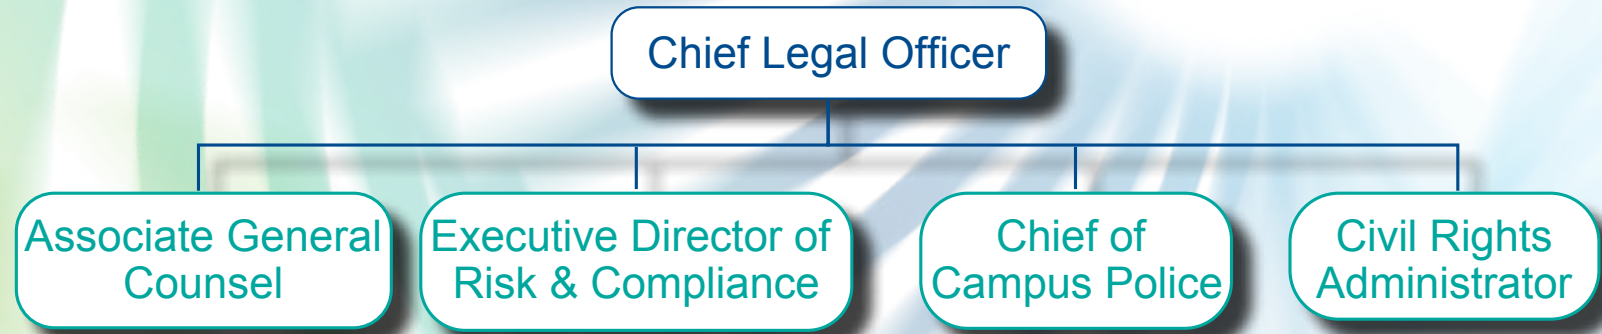 Chief Legal Officer
Associate General
Counsel
Executive Director of
Risk & Compliance
Chief of
Campus Police
Civil Rights
Administrator